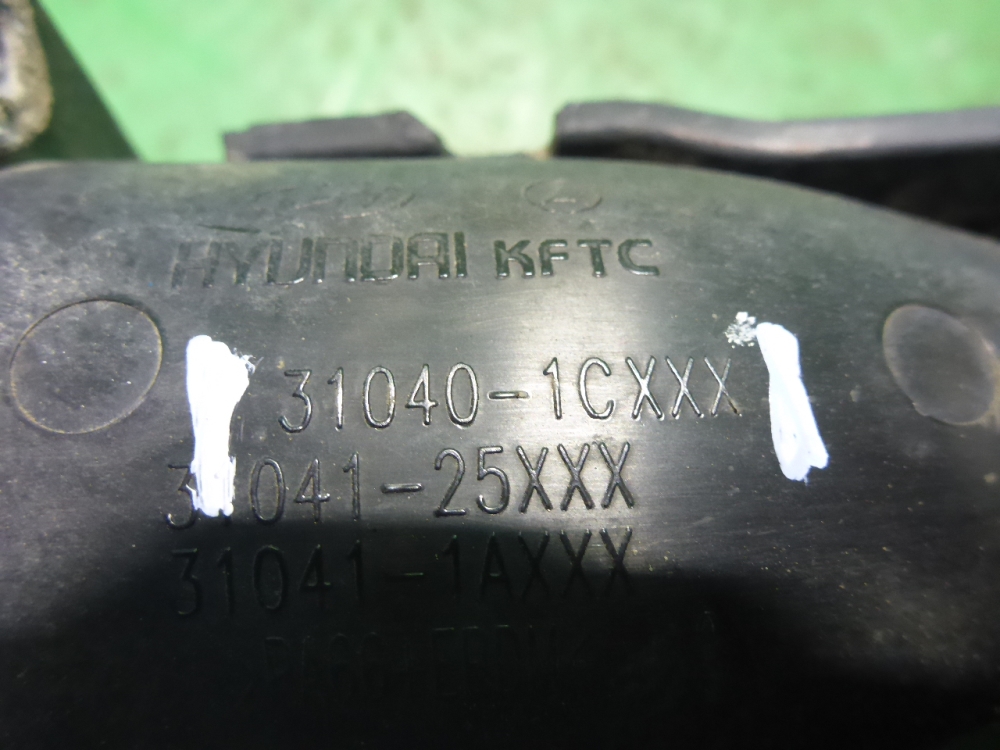 HYUNDAI KFTC
31040-1CXXX
31041-25XXX
31041-1AXXX